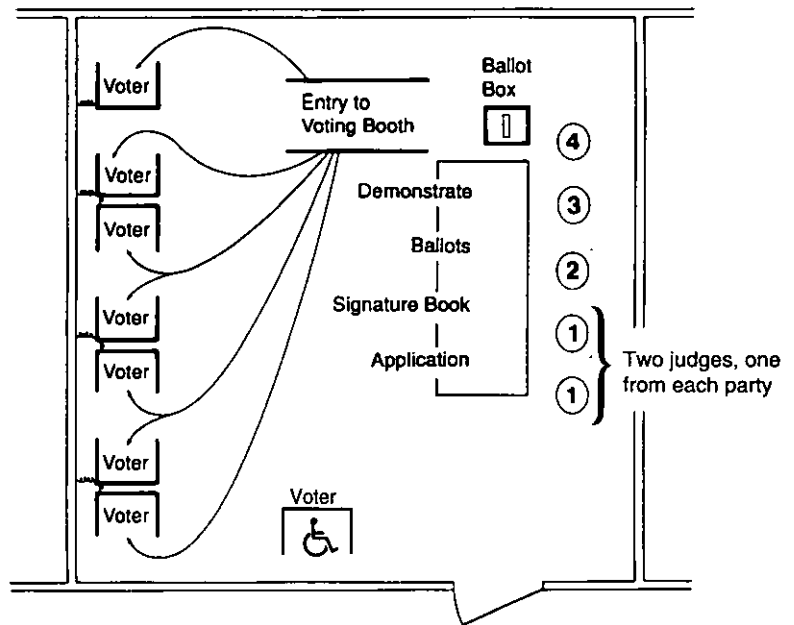 Voter
Voter
Voter
Voter
Voter
Voter
Voter
Entry to
Voting Booth
Ballot
Box
Demonstrate
Ballots
Signature Book
Application
4
3
2
1
1
Two judges, one
from each party
Voter